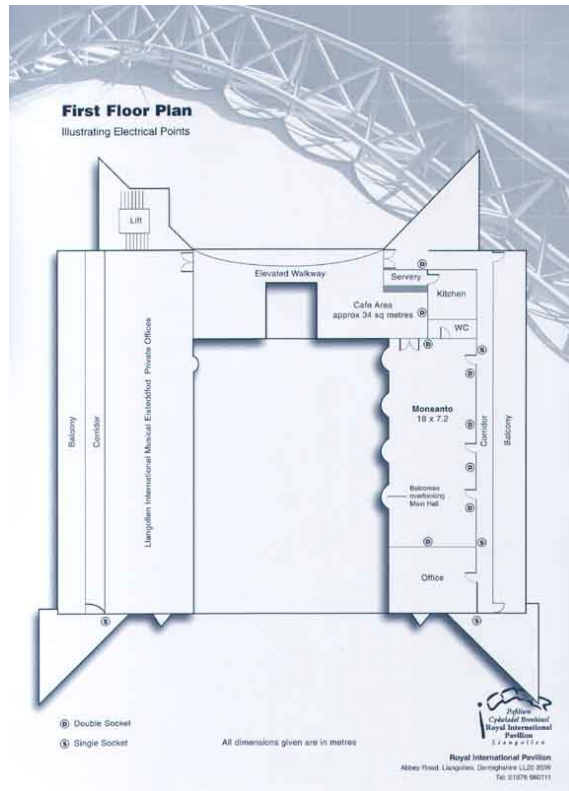 First Floor Plan
Illustrating Electrical Points
Lift
Elevated Walkway
D
Servery
Kitchen
Cafe Area
approx 34 sq metres
D
WC
D
S
D
Llangollen International Musical Eisteddfod Private Offices
Balcony
Corridor
Monsanto
18 x 7.2
D
Corridor
Balcony
D
Balconies
overlooking
Main Hall
D
D
S
Office
S
S
D Double Socket
S Single Socket
All dimensions given are in metres
Pafiliwn
Cydwladol Brenhinol
Royal International
Pavilion
Llangollen
Royal International Pavilion
Abbey Road, Llangollen, Denbighshire LL20 8SW
Tel: 01978 860111